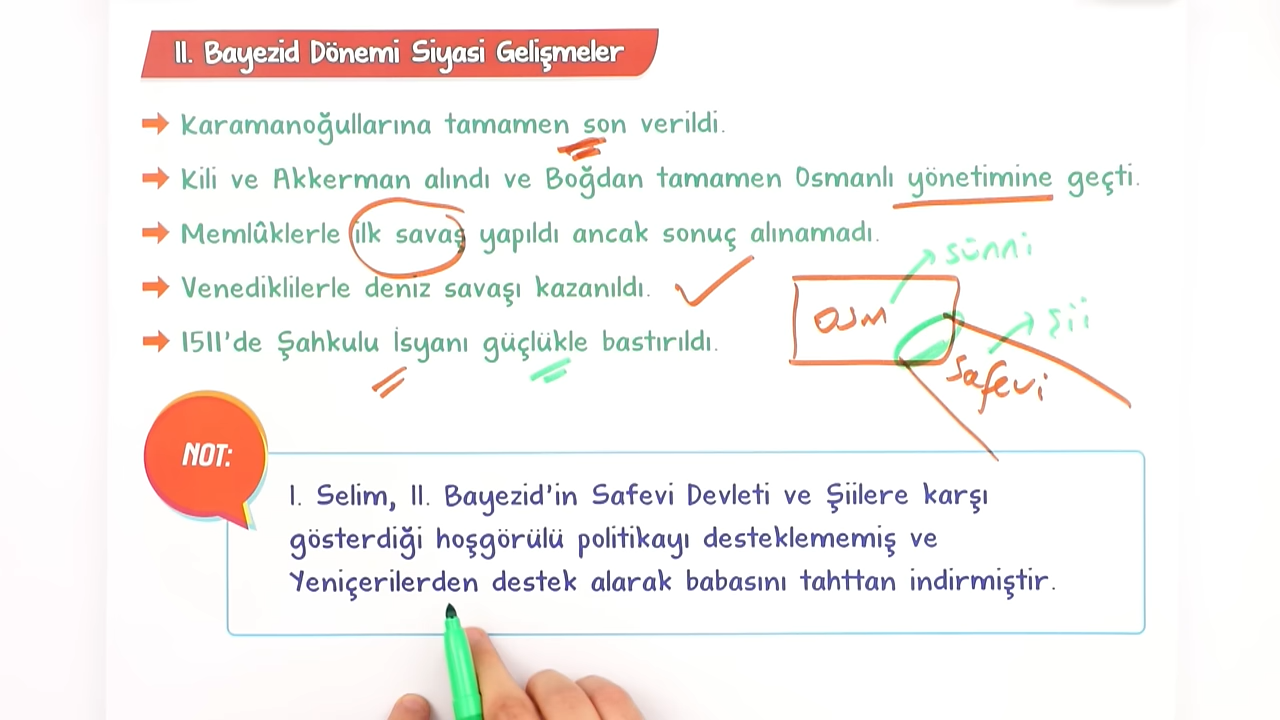 II. Bayezid Dönemi Siyasi Gelişmeler
Karamanoğullarına tamamen son verildi.
Kili ve Akkerman alındı ve Boğdan tamamen Osmanlı yönetimine geçti.
Memlûklerle ilk savaş yapıldı ancak sonuç alınamadı.
Venediklilerle deniz savaşı kazanıldı.
1511'de Şahkulu İsyanı güçlükle bastırıldı.
sünni
OSM
şii
Safevi
NOT:
I. Selim, II. Bayezid'in Safevi Devleti ve Şiilere karşı
gösterdiği hoşgörülü politikayı desteklememiş ve
Yeniçerilerden destek alarak babasını tahttan indirmiştir.